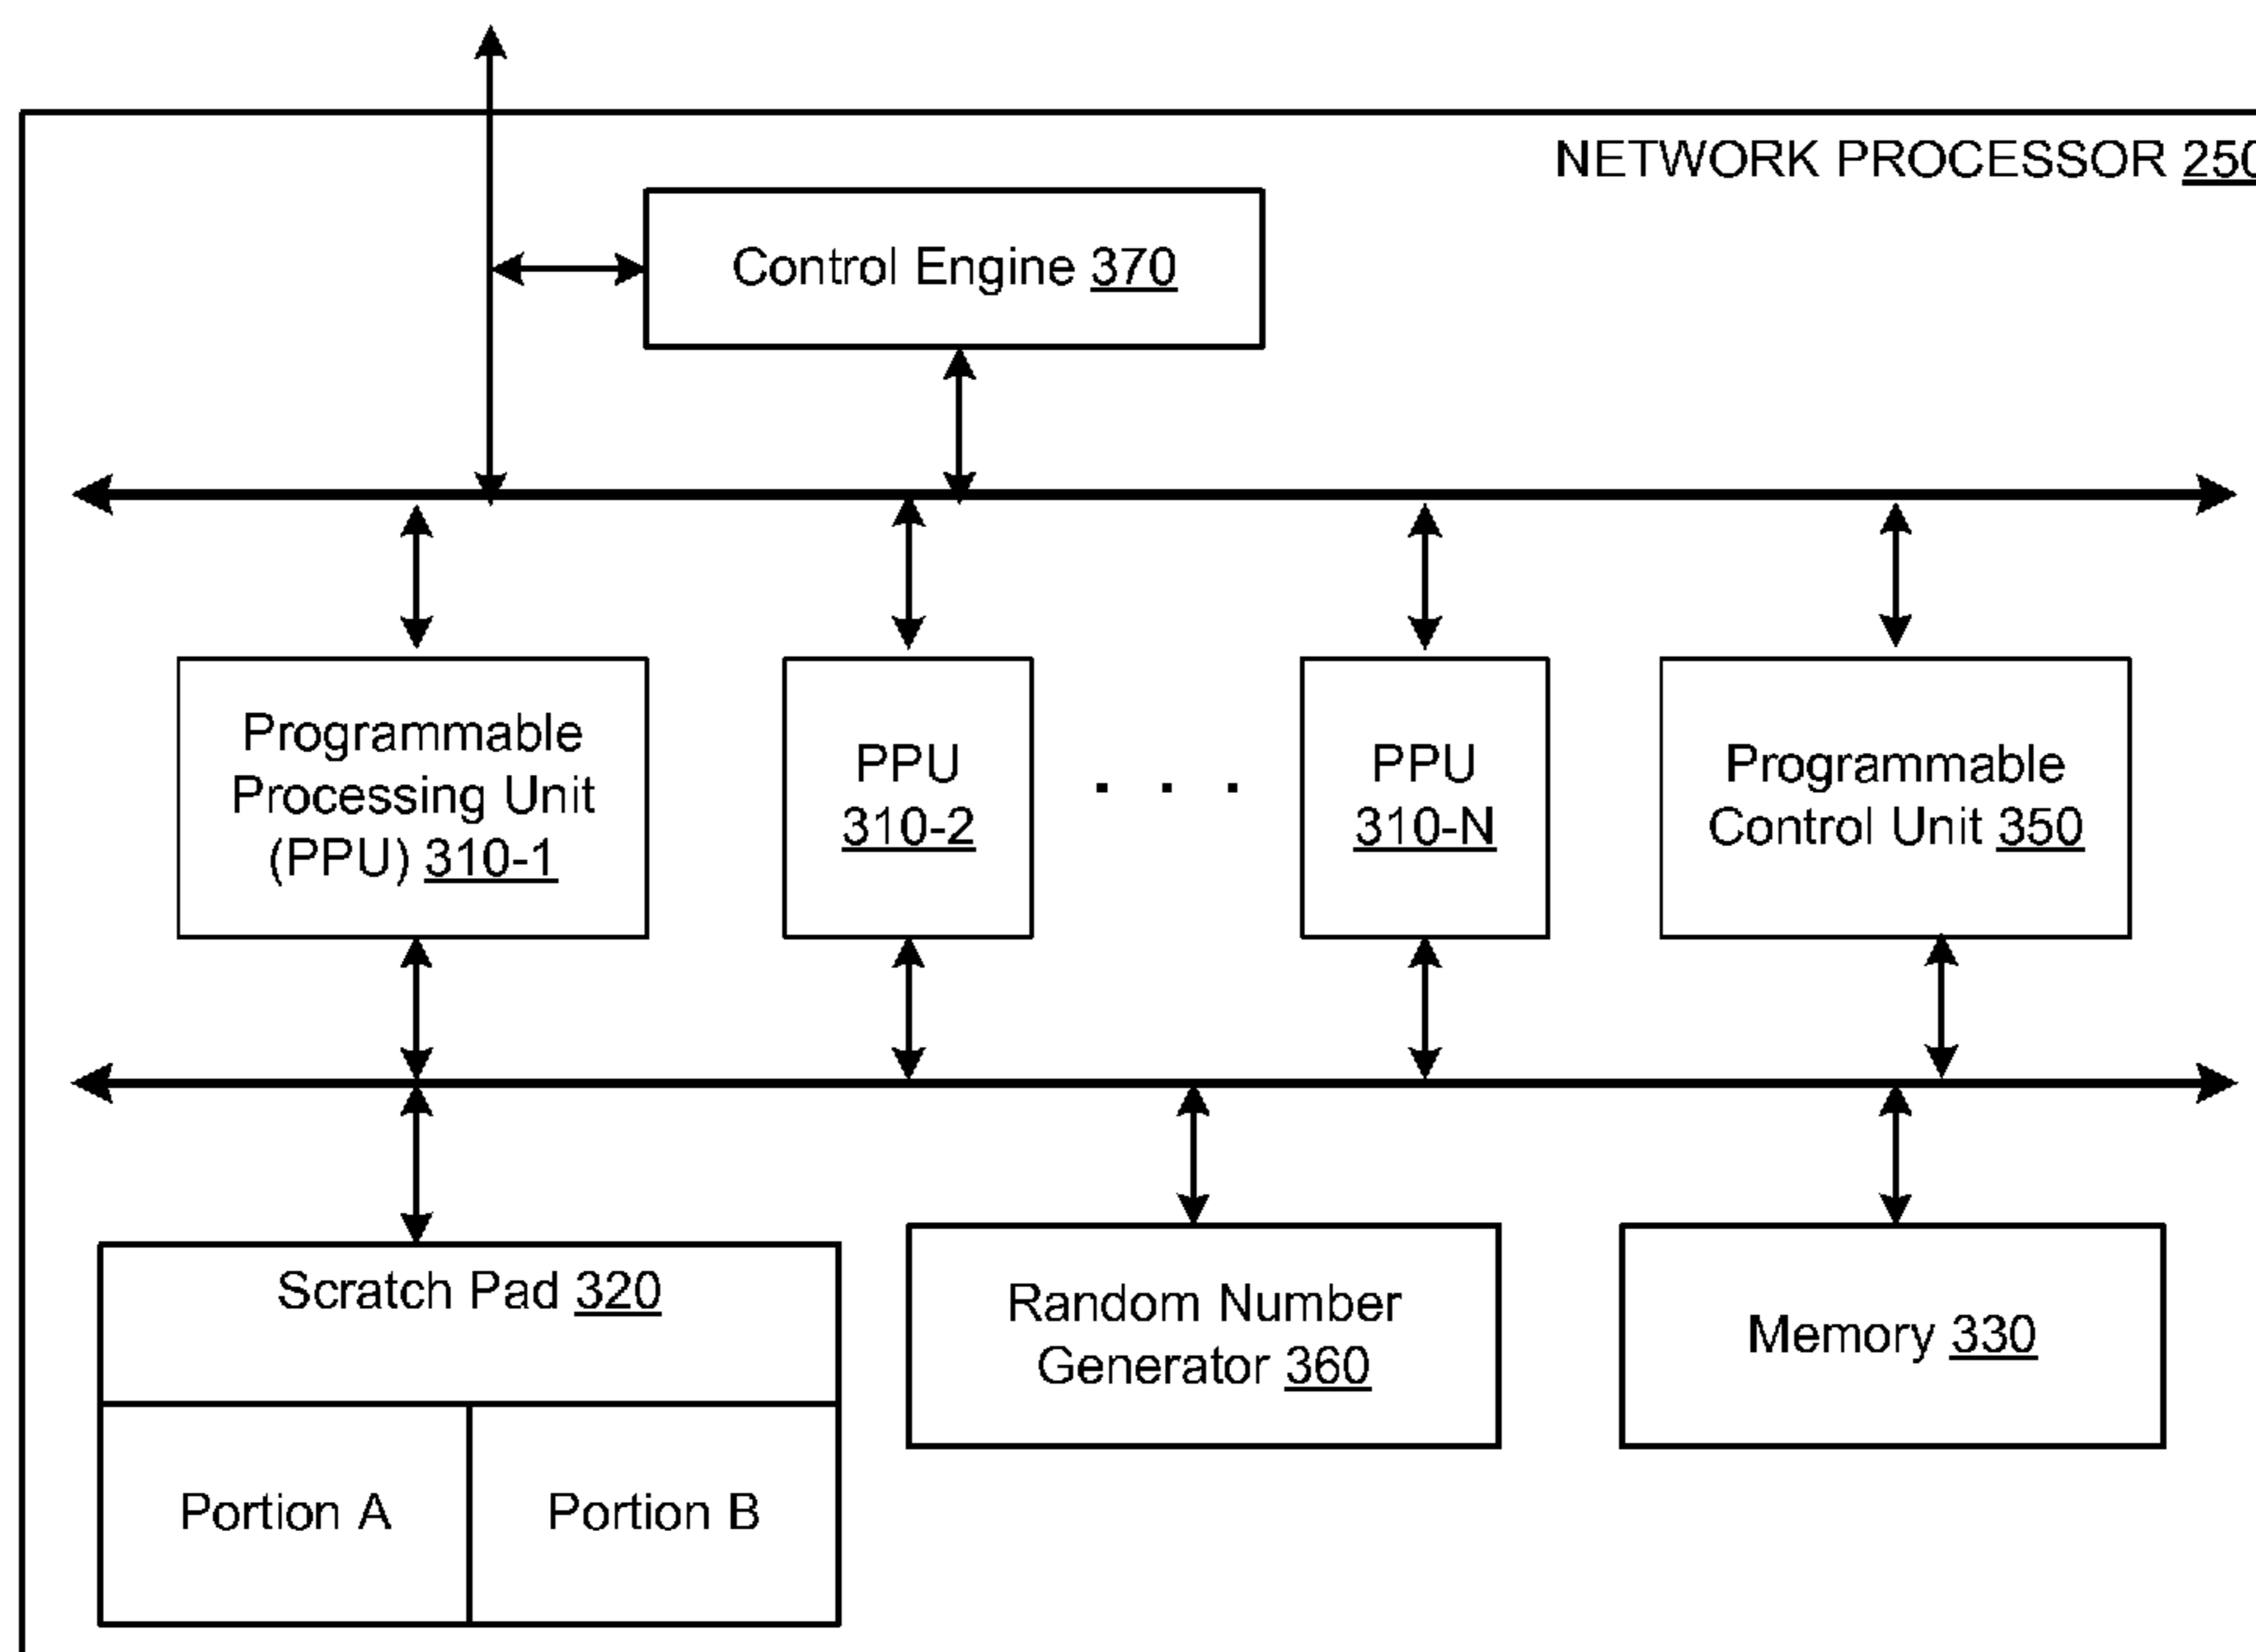 NETWORK PROCESSOR 250
Control Engine 370
Programmable
Processing Unit
(PPU) 310-1
PPU
310-2
. . .
PPU
310-N
Programmable
Control Unit 350
Scratch Pad 320
Portion A
Portion B
Random Number
Generator 360
Memory 330